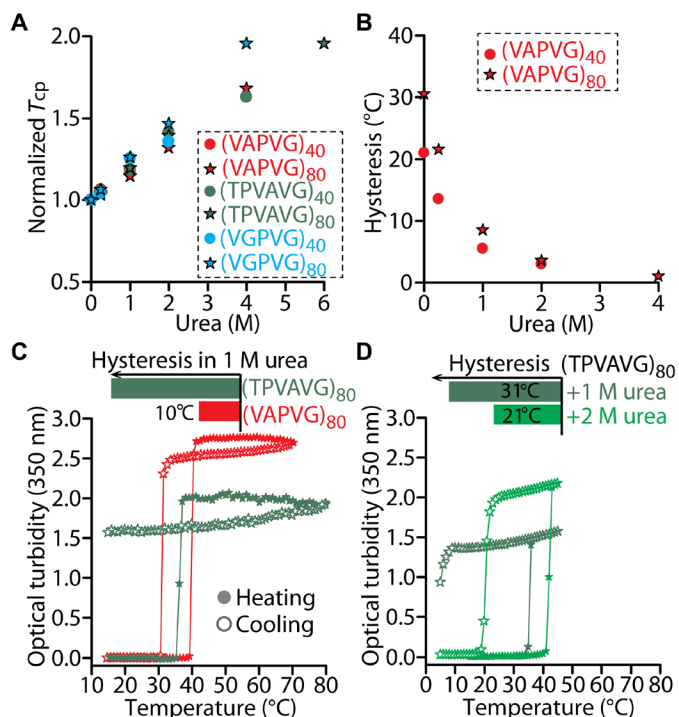 A
Normalized Tcp
2.0
1.5
1.0
0.5
(VAPVG)40
(VAPVG)80
(TPVAVG)40
(TPVAVG)80
(VGPVG)40
(VGPVG)80
0 1 2 3 4 5 6
Urea (M)
B
Hysteresis (°C)
40
30
20
10
0
(VAPVG)40
(VAPVG)80
0 1 2 3 4
Urea (M)
C
Hysteresis in 1 M urea
(TPVAVG)80
10°C
(VAPVG)80
Optical turbidity (350 nm)
3.0
2.5
2.0
1.5
1.0
0.5
0.0
Heating
Cooling
10 20 30 40 50 60 70 80
Temperature (°C)
D
Hysteresis (TPVAVG)80
31°C +1 M urea
21°C +2 M urea
Optical turbidity (350 nm)
3.0
2.5
2.0
1.5
1.0
0.5
0.0
0 10 20 30 40 50 60 70 80
Temperature (°C)